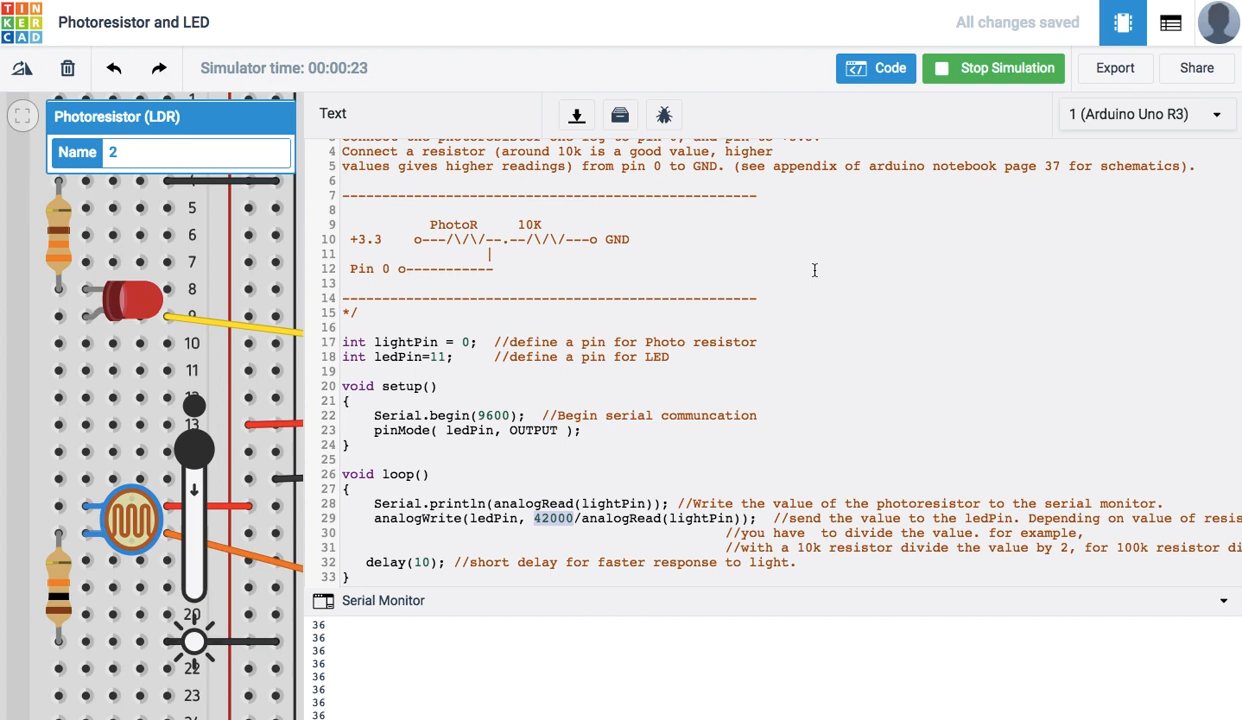 TIN
KER
CAD
Photoresistor and LED
All changes saved
Simulator time: 00:00:23
Code
Stop Simulation
Export
Share
Photoresistor (LDR)
Name 2
5
6
7
8
9
10
11
12
13
20
22
23
Text
1 (Arduino Uno R3)
4 Connect a resistor (around 10k is a good value, higher
5 values gives higher readings) from pin 0 to GND. (see appendix of arduino notebook page 37 for schematics).
6
7 ----------------------------------------------------
8
9 PhotoR 10K
10 +3.3 o---/\/\/--.--/\/\/---o GND
11 |
12 Pin 0 o-----------
13
14 ----------------------------------------------------
15 */
16
17 int lightPin = 0; //define a pin for Photo resistor
18 int ledPin=11; //define a pin for LED
19
20 void setup()
21 {
22 Serial.begin(9600); //Begin serial communcation
23 pinMode( ledPin, OUTPUT );
24 }
25
26 void loop()
27 {
28 Serial.println(analogRead(lightPin)); //Write the value of the photoresistor to the serial monitor.
29 analogWrite(ledPin, 42000/analogRead(lightPin)); //send the value to the ledPin. Depending on value of resis
30 //you have to divide the value. for example,
31 //with a 10k resistor divide the value by 2, for 100k resistor di
32 delay(10); //short delay for faster response to light.
33 }
Serial Monitor
36
36
36
36
36
36
36
36